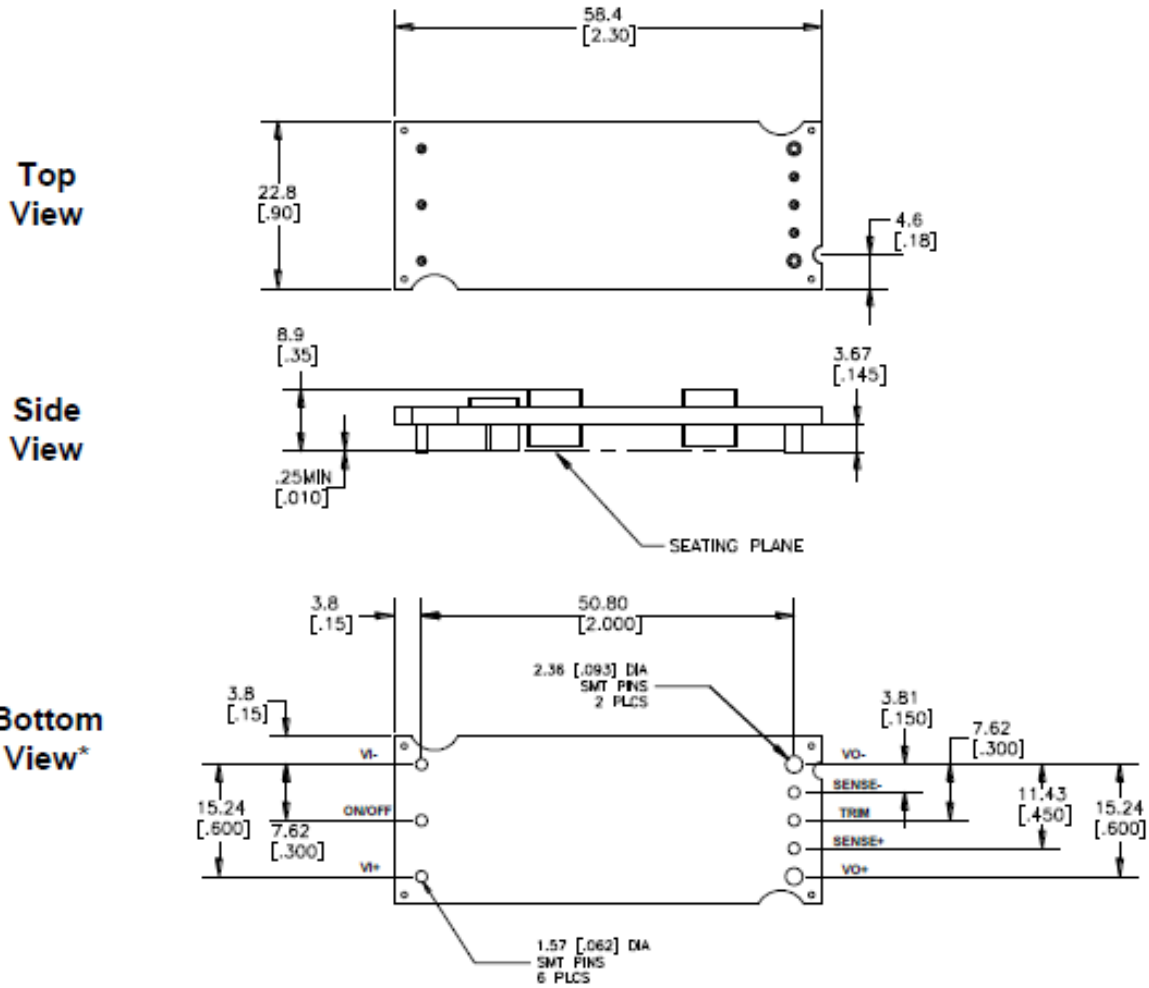 58.4
[2.30]
Top
View
22.8
[.90]
4.6
[.18]
8.9
[.35]
3.67
.145]
Side
View
.25MIN
[.010]
SEATING PLANE
3.8
[.15]
50.80
[2.000]
2.36 [.093] DIA
SMT PINS
2 PLCS
3.8
[.15]
3.81
[.150]
7.62
[.300]
Bottom
View*
VI-
VO-
SENSE-
15.24
[.600]
ON/OFF
7.62
[.300]
TRIM
11.43
[.450]
15.24
[.600]
SENSE+
VI+
VO+
1.57 [.062] DIA
SMT PINS
6 PLCS